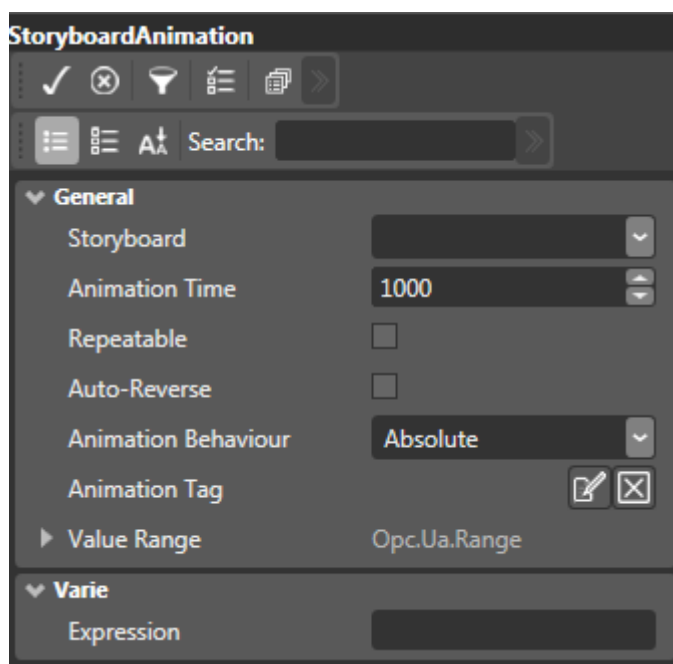 StoryboardAnimation
Search:
General
Storyboard
Animation Time 1000
Repeatable
Auto-Reverse
Animation Behaviour Absolute
Animation Tag
Value Range Opc.Ua.Range
Varie
Expression